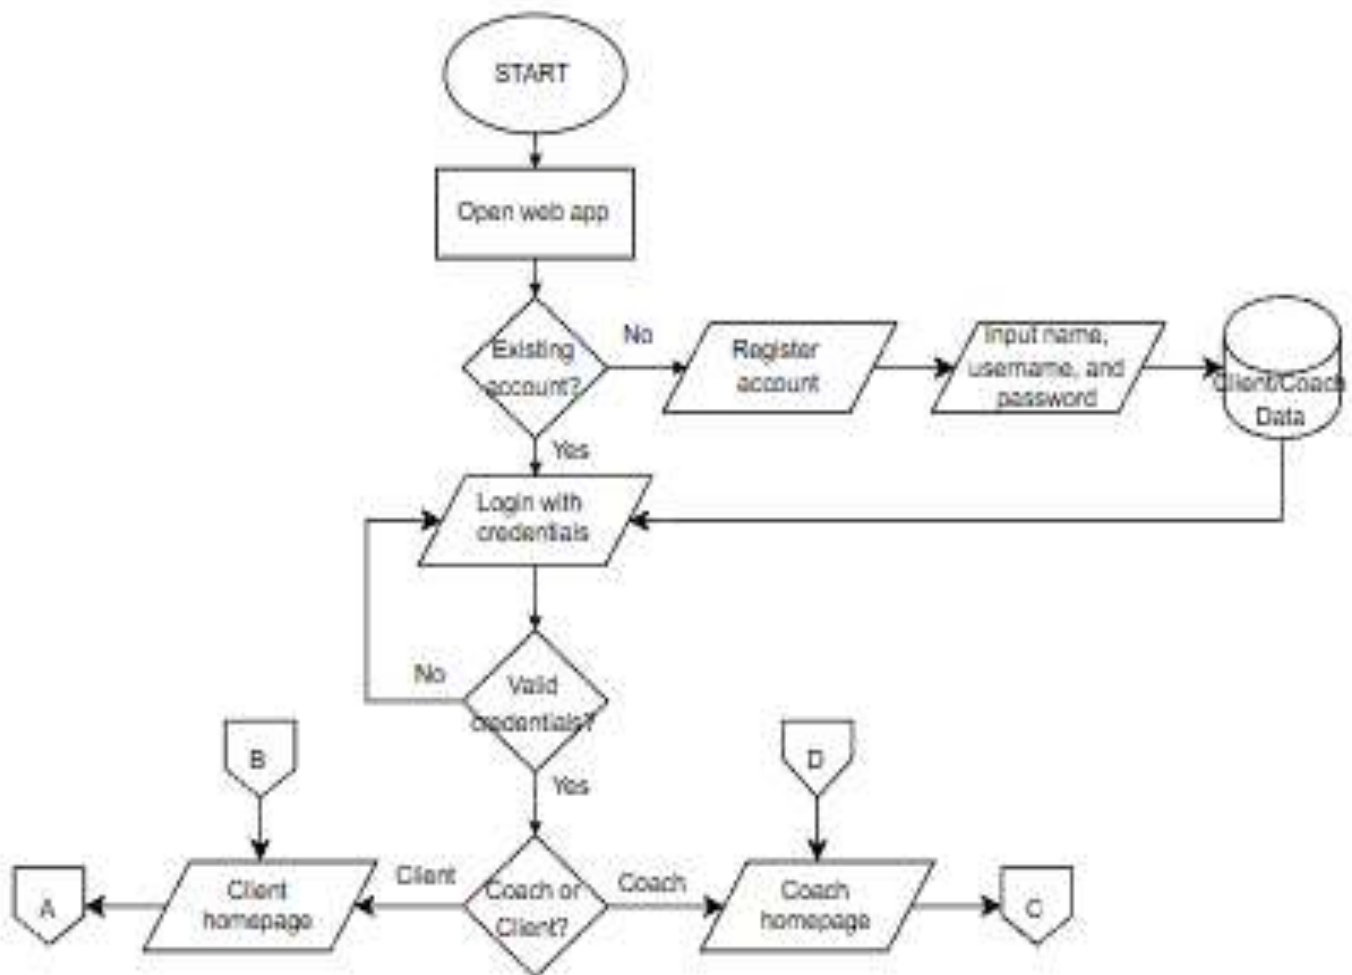 START
Open web app
Existing
account?
No
Register
account
Input name,
username, and
password
Client/Coach
Data
Yes
Login with
credentials
No
Valid
credentials?
Yes
B
D
A
Client
homepage
Client
Coach or
Client?
Coach
Coach
homepage
C